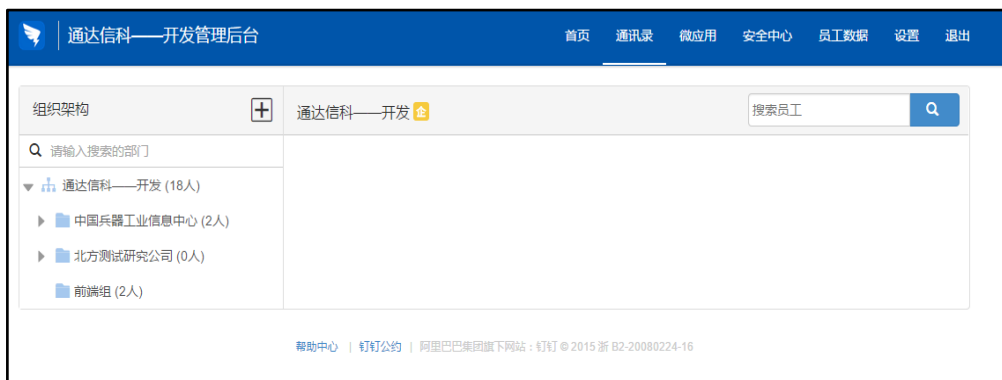 通达信科——开发管理后台 首页 通讯录 微应用 安全中心 员工数据 设置 退出
组织架构 通达信科——开发 企 搜索员工
请输入搜索的部门
通达信科——开发 (18人)
中国兵器工业信息中心 (2人)
北方测试研究公司 (0人)
前端组 (2人)
帮助中心 | 钉钉公约 | 阿里巴巴集团旗下网站：钉钉 © 2015 浙 B2-20080224-16